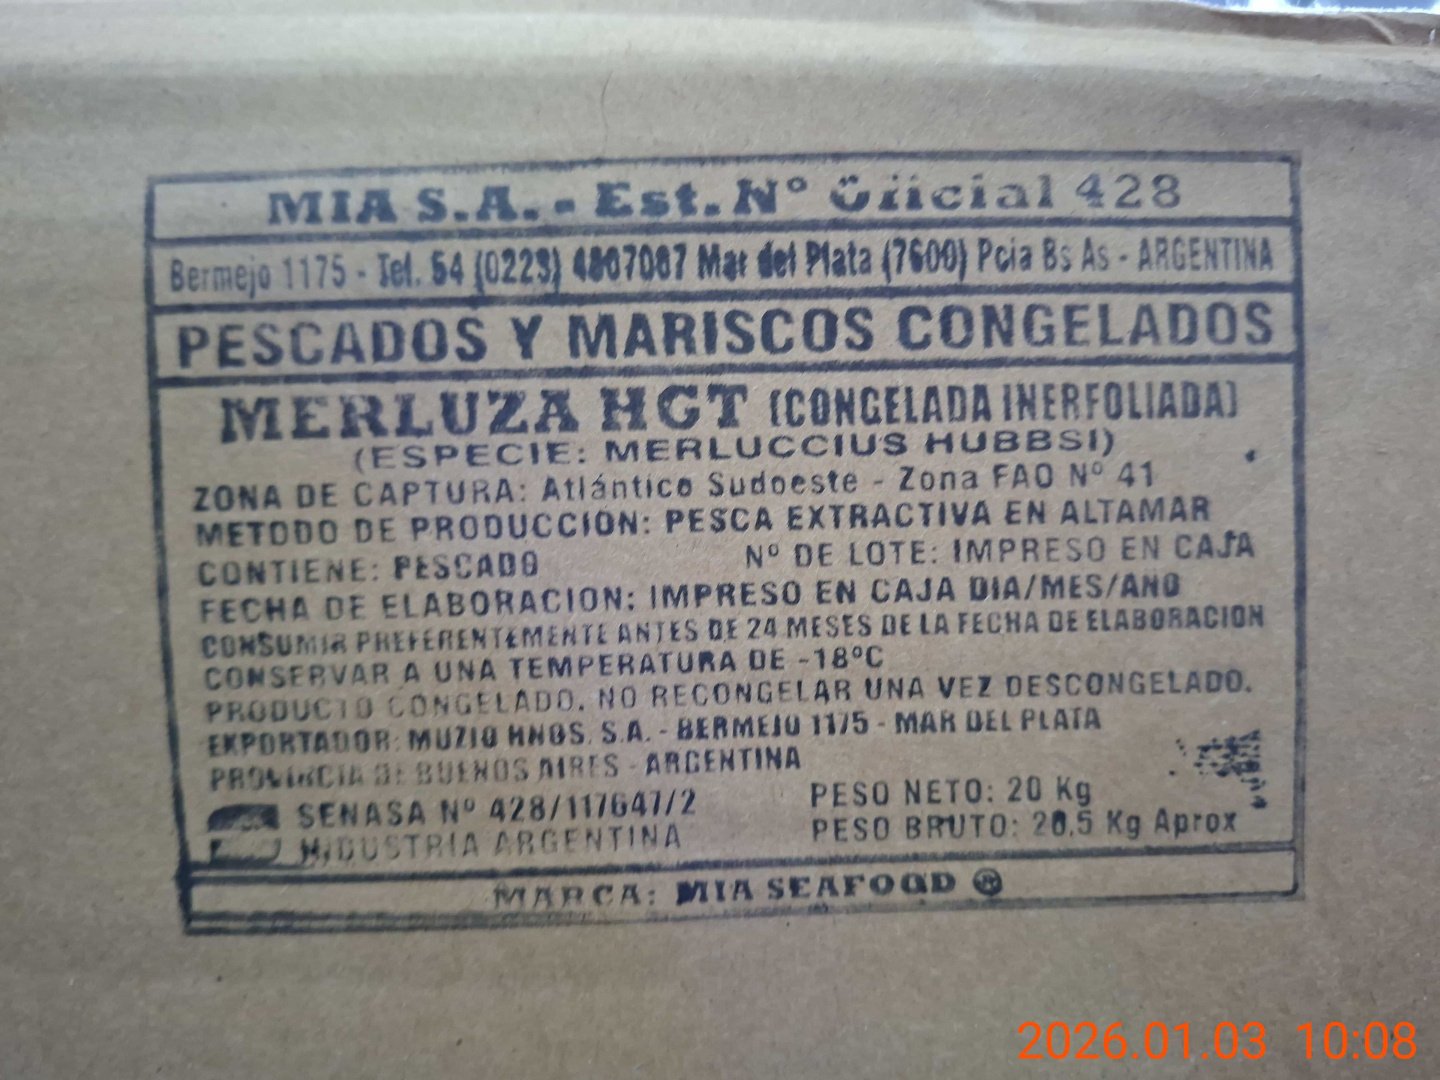 MIA S.A. - Est. Nº Oficial 428
Bermejo 1175 - Tel. 54 (0223) 4807087 Mar del Plata (7600) Pcia Bs As - ARGENTINA
PESCADOS Y MARISCOS CONGELADOS
MERLUZA HGT (CONGELADA INERFOLIADA)
(ESPECIE: MERLUCCIUS HUBBSI)
ZONA DE CAPTURA: Atlántico Sudoeste - Zona FAO Nº 41
METODO DE PRODUCCION: PESCA EXTRACTIVA EN ALTAMAR
CONTIENE: PESCADO Nº DE LOTE: IMPRESO EN CAJA
FECHA DE ELABORACION: IMPRESO EN CAJA DIA/MES/ANO
CONSUMIR PREFERENTEMENTE ANTES DE 24 MESES DE LA FECHA DE ELABORACION
CONSERVAR A UNA TEMPERATURA DE -18ºC
PRODUCTO CONGELADO. NO RECONGELAR UNA VEZ DESCONGELADO.
EXPORTADOR: MUZIO HNOS. S.A. - BERMEJO 1175 - MAR DEL PLATA
PROVINCIA DE BUENOS AIRES - ARGENTINA
SENASA Nº 428/117647/2 PESO NETO: 20 Kg
INDUSTRIA ARGENTINA PESO BRUTO: 20,5 Kg Aprox
MARCA: MIA SEAFOOD ®
2026.01.03 10:08